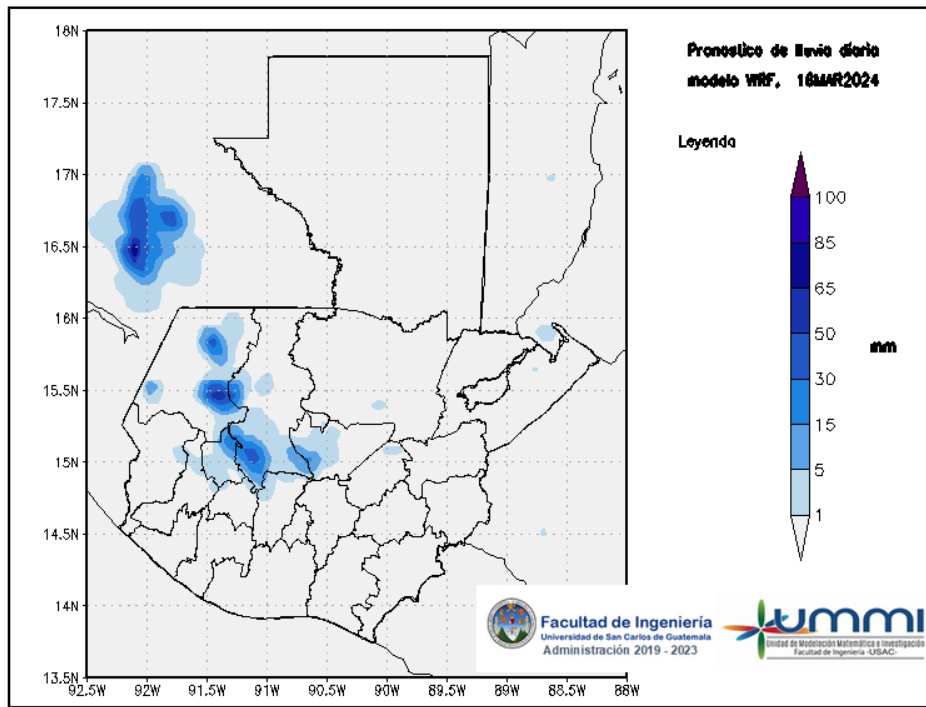 Pronostico de lluvia diaria
modelo WRF, 16MAR2024
Leyenda
100
85
65
50
30
15
5
1
mm
18N
17.5N
17N
16.5N
16N
15.5N
15N
14.5N
14N
13.5N
92.5W 92W 91.5W 91W 90.5W 90W 89.5W 89W 88.5W 88W
Facultad de Ingeniería
Universidad de San Carlos de Guatemala
Administración 2019 - 2023
UMMI
Unidad de Modelación Matemática e Investigación
Facultad de Ingeniería -USAC-